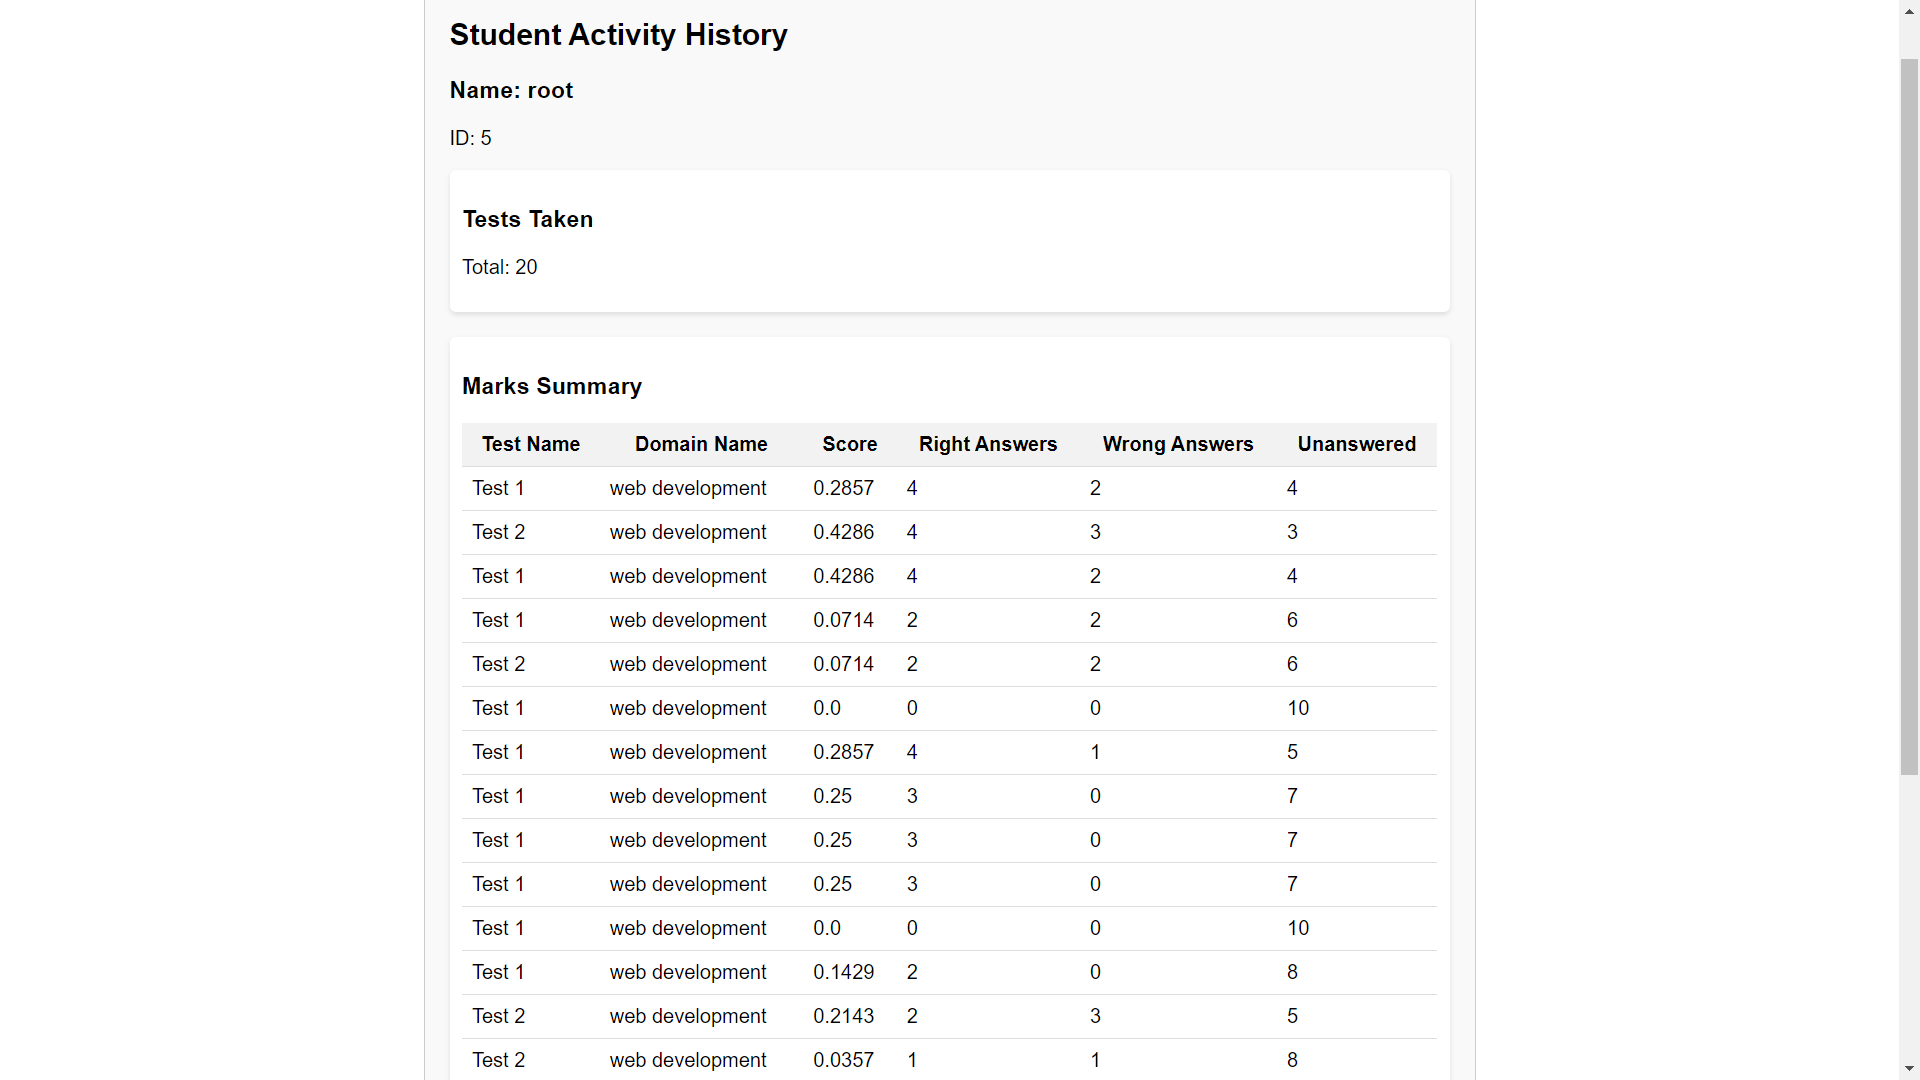 Student Activity History
Name: root
ID: 5
Tests Taken
Total: 20
Marks Summary
Test Name Domain Name Score Right Answers Wrong Answers Unanswered
Test 1 web development 0.2857 4 2 4
Test 2 web development 0.4286 4 3 3
Test 1 web development 0.4286 4 2 4
Test 1 web development 0.0714 2 2 6
Test 2 web development 0.0714 2 2 6
Test 1 web development 0.0 0 0 10
Test 1 web development 0.2857 4 1 5
Test 1 web development 0.25 3 0 7
Test 1 web development 0.25 3 0 7
Test 1 web development 0.25 3 0 7
Test 1 web development 0.0 0 0 10
Test 1 web development 0.1429 2 0 8
Test 2 web development 0.2143 2 3 5
Test 2 web development 0.0357 1 1 8